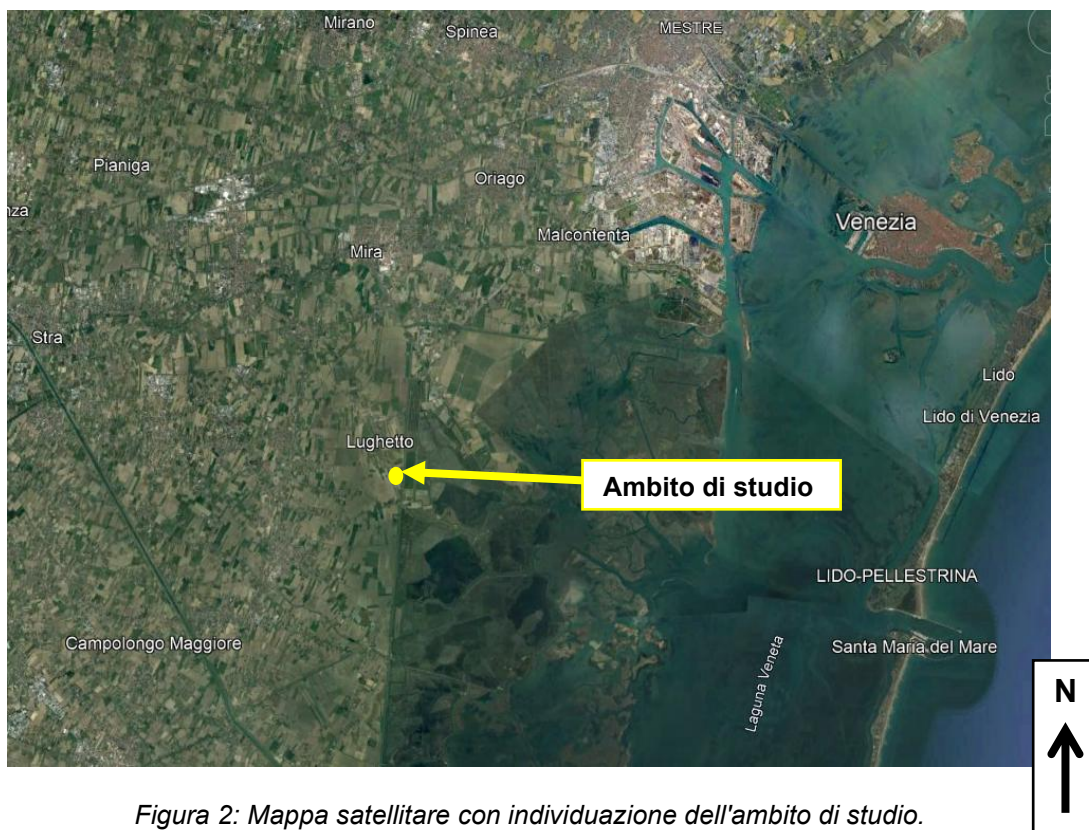 Mirano
Spinea
MESTRE
Pianiga
Oriago
nza
Venezia
Malcontenta
Mira
Stra
Lido
Lido di Venezia
Lughetto
Ambito di studio
LIDO-PELLESTRINA
Campolongo Maggiore
Santa Maria del Mare
Laguna Veneta
N
Figura 2: Mappa satellitare con individuazione dell'ambito di studio.